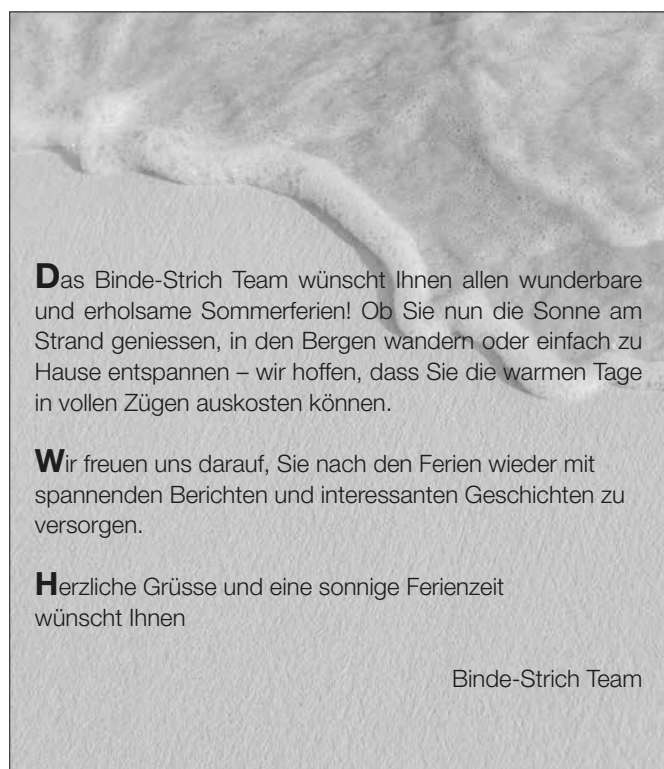 Das Binde-Strich Team wünscht Ihnen allen wunderbare
und erholsame Sommerferien! Ob Sie nun die Sonne am
Strand geniessen, in den Bergen wandern oder einfach zu
Hause entspannen – wir hoffen, dass Sie die warmen Tage
in vollen Zügen auskosten können.
Wir freuen uns darauf, Sie nach den Ferien wieder mit
spannenden Berichten und interessanten Geschichten zu
versorgen.
Herzliche Grüsse und eine sonnige Ferienzeit
wünscht Ihnen
Binde-Strich Team